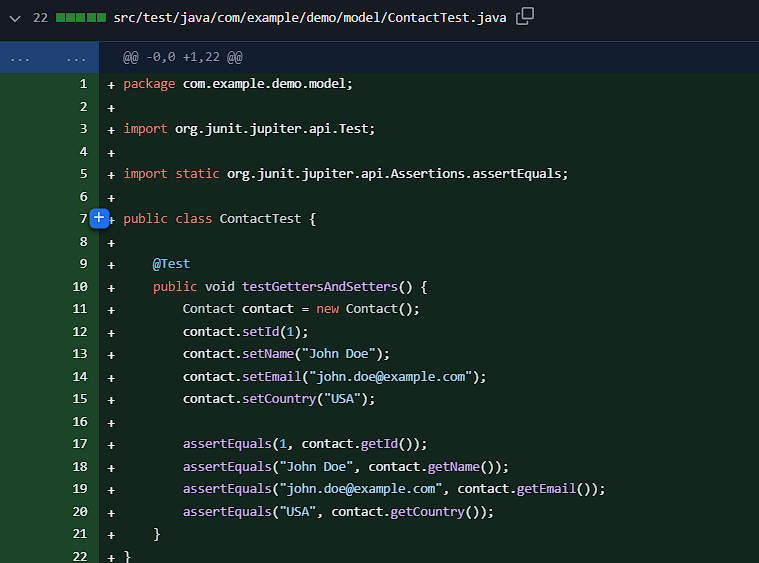 22 src/test/java/com/example/demo/model/ContactTest.java
... ... @@ -0,0 +1,22 @@
1 + package com.example.demo.model;
2 +
3 + import org.junit.jupiter.api.Test;
4 +
5 + import static org.junit.jupiter.api.Assertions.assertEquals;
6 +
7 + public class ContactTest {
8 +
9 +     @Test
10 +     public void testGettersAndSetters() {
11 +         Contact contact = new Contact();
12 +         contact.setId(1);
13 +         contact.setName("John Doe");
14 +         contact.setEmail("john.doe@example.com");
15 +         contact.setCountry("USA");
16 +
17 +         assertEquals(1, contact.getId());
18 +         assertEquals("John Doe", contact.getName());
19 +         assertEquals("john.doe@example.com", contact.getEmail());
20 +         assertEquals("USA", contact.getCountry());
21 +     }
22 + }